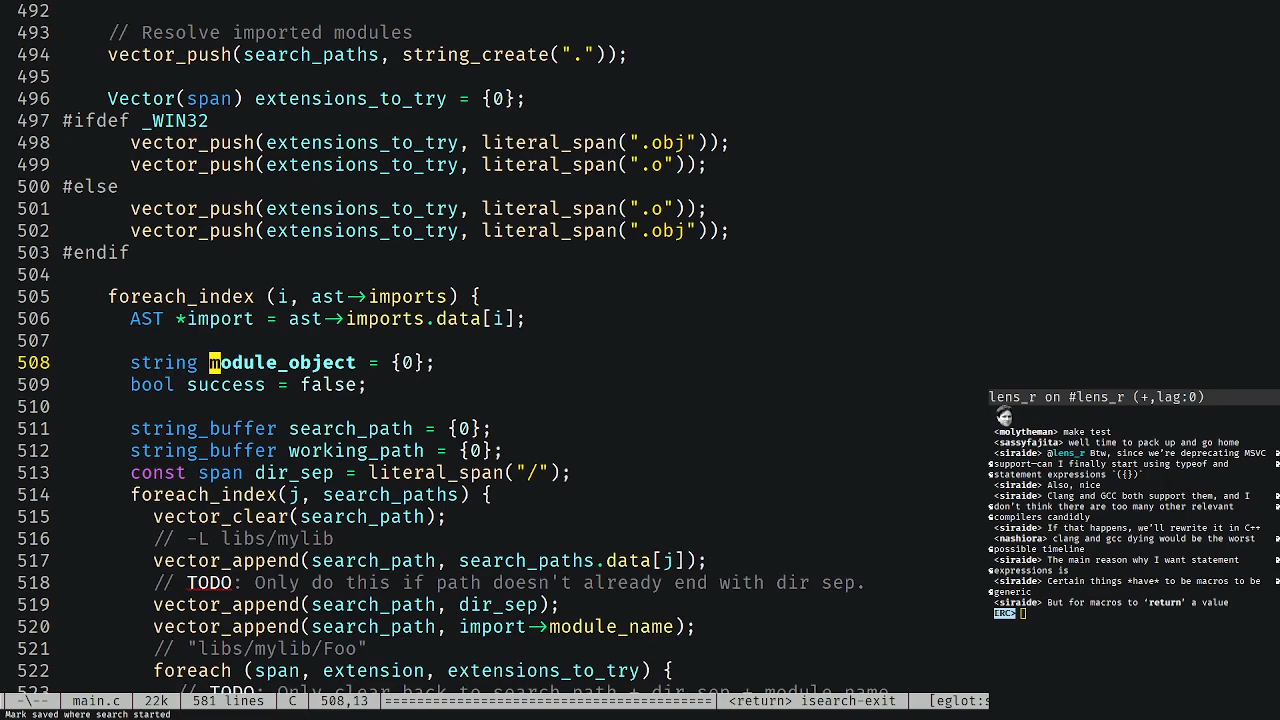 492
493 // Resolve imported modules
494 vector_push(search_paths, string_create("."));
495
496 Vector(span) extensions_to_try = {0};
497 #ifdef _WIN32
498 vector_push(extensions_to_try, literal_span(".obj"));
499 vector_push(extensions_to_try, literal_span(".o"));
500 #else
501 vector_push(extensions_to_try, literal_span(".o"));
502 vector_push(extensions_to_try, literal_span(".obj"));
503 #endif
504
505 foreach_index (i, ast->imports) {
506 AST *import = ast->imports.data[i];
507
508 string module_object = {0};
509 bool success = false;
510
511 string_buffer search_path = {0};
512 string_buffer working_path = {0};
513 const span dir_sep = literal_span("/");
514 foreach_index(j, search_paths) {
515 vector_clear(search_path);
516 // -L libs/mylib
517 vector_append(search_path, search_paths.data[j]);
518 // TODO: Only do this if path doesn't already end with dir sep.
519 vector_append(search_path, dir_sep);
520 vector_append(search_path, import->module_name);
521 // "libs/mylib/Foo"
522 foreach (span, extension, extensions_to_try) {
523 // TODO: Only clear back to search_path + dir_sep + module_name
-\-- main.c 22k 581 lines C 508,13 ======================================== <return> isearch-exit [eglot:s
Mark saved where search started
lens_r on #lens_r (+,lag:0)
<molytheman> make test
<sassyfajita> well time to pack up and go home
<siraide> @lens_r Btw, since we're deprecating MSVC
support—can I finally start using typeof and
statement expressions `({})`
<siraide> Also, nice
<siraide> Clang and GCC both support them, and I
don't think there are too many other relevant
compilers candidly
<siraide> If that happens, we'll rewrite it in C++
<nashiora> clang and gcc dying would be the worst
possible timeline
<siraide> The main reason why I want statement
expressions is
<siraide> Certain things *have* to be macros to be
generic
<siraide> But for macros to ‘return’ a value
ERC>